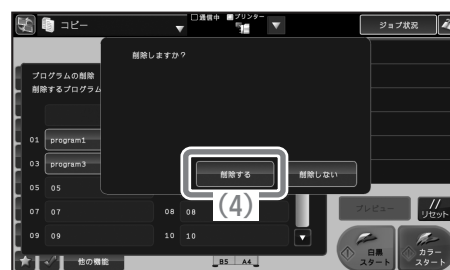 コピー
通信中 プリンター
ジョブ状況
削除しますか？
プログラムの削除
削除するプログラム
01 program1
03 program3
削除する
削除しない
(4)
05 05
07 07
08 08
09 09
10 10
プレビュー
//
リセット
他の機能
B5 A4
白黒
スタート
カラー
スタート